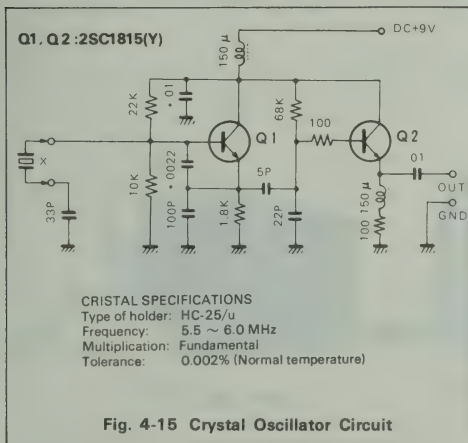 Q1. Q2 :2SC1815(Y)
DC+9V
150 μ
22K
.01
68K
100
Q1
Q2
X
10K
.0022
5P
01
OUT
33P
100P
1.8K
22P
100
150μ
GND
CRISTAL SPECIFICATIONS
Type of holder: HC-25/u
Frequency: 5.5 ~ 6.0 MHz
Multiplication: Fundamental
Tolerance: 0.002% (Normal temperature)
Fig. 4-15 Crystal Oscillator Circuit